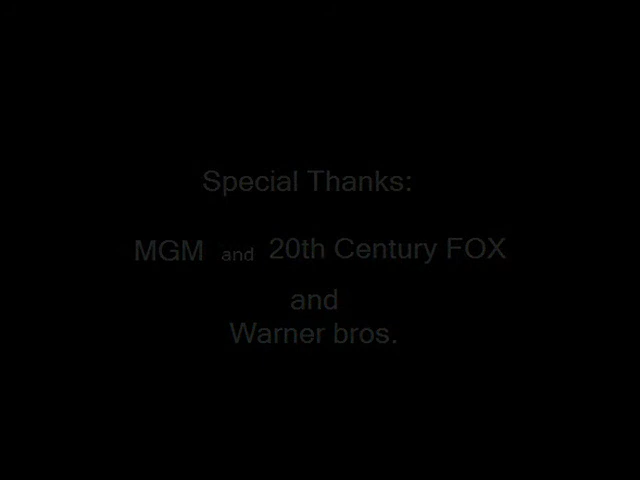 Special Thanks:
MGM and 20th Century FOX
and
Warner bros.